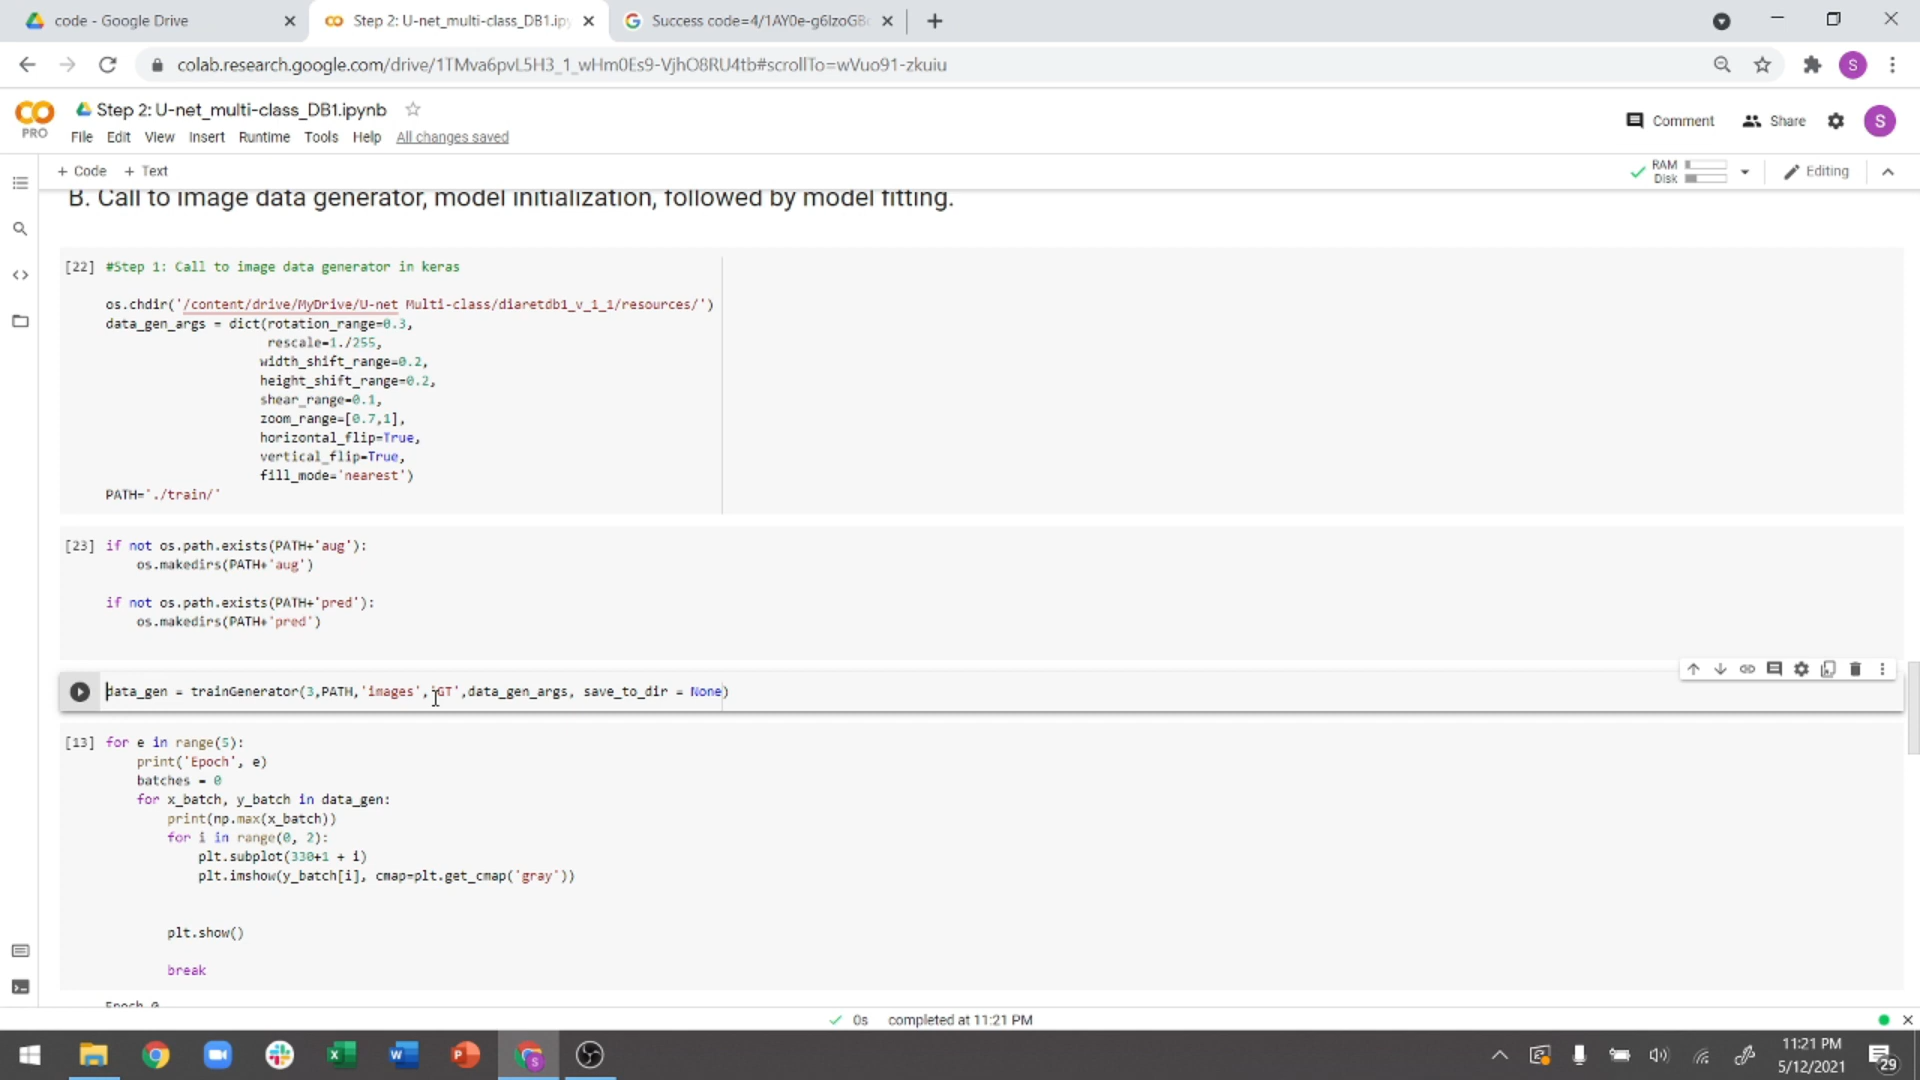 code - Google Drive
Step 2: U-net_multi-class_DB1.ip
Success code=4/1AY0e-g6IzoGB
colab.research.google.com/drive/1TMva6pvL5H3_1_wHm0Es9-VjhO8RU4tb#scrollTo=wVuo91-zkuiu
S
CO
PRO
Step 2: U-net_multi-class_DB1.ipynb
File Edit View Insert Runtime Tools Help All changes saved
Comment Share S
+ Code + Text
RAM
Disk
Editing
B. Call to image data generator, model initialization, followed by model fitting.
[22] #Step 1: Call to image data generator in keras
os.chdir('/content/drive/MyDrive/U-net Multi-class/diaretdb1_v_1_1/resources/')
data_gen_args = dict(rotation_range=0.3,
rescale=1./255,
width_shift_range=0.2,
height_shift_range=0.2,
shear_range=0.1,
zoom_range=[0.7,1],
horizontal_flip=True,
vertical_flip=True,
fill_mode='nearest')
PATH='./train/'
[23] if not os.path.exists(PATH+'aug'):
os.makedirs(PATH+'aug')
if not os.path.exists(PATH+'pred'):
os.makedirs(PATH+'pred')
data_gen = trainGenerator(3,PATH,'images','GT',data_gen_args, save_to_dir = None)
[13] for e in range(5):
print('Epoch', e)
batches = 0
for x_batch, y_batch in data_gen:
print(np.max(x_batch))
for i in range(0, 2):
plt.subplot(330+1 + i)
plt.imshow(y_batch[i], cmap=plt.get_cmap('gray'))
plt.show()
break
Epoch 0
0s completed at 11:21 PM
11:21 PM
5/12/2021
29